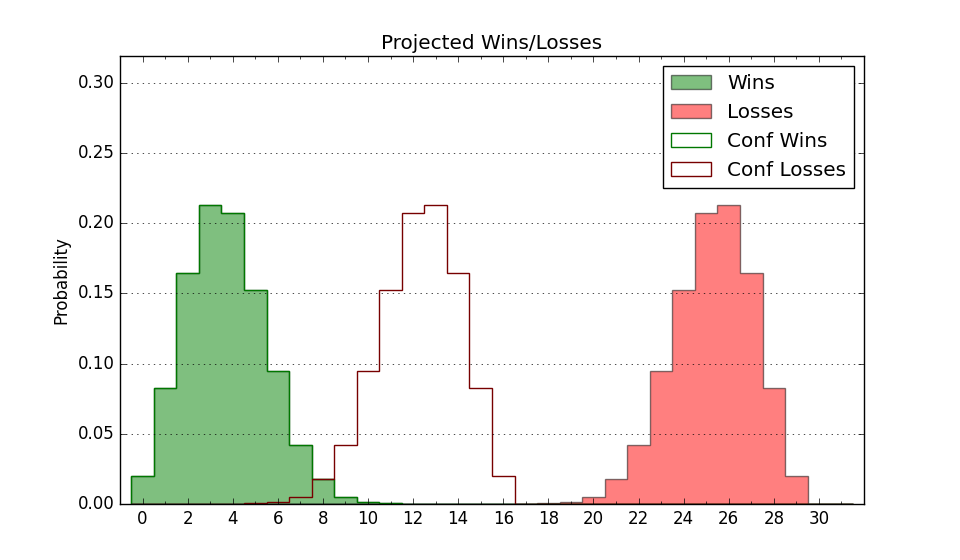 Projected Wins/Losses
0.30
0.25
0.20
0.15
0.10
0.05
0.00
Probability
Wins
Losses
Conf Wins
Conf Losses
0 2 4 6 8 10 12 14 16 18 20 22 24 26 28 30